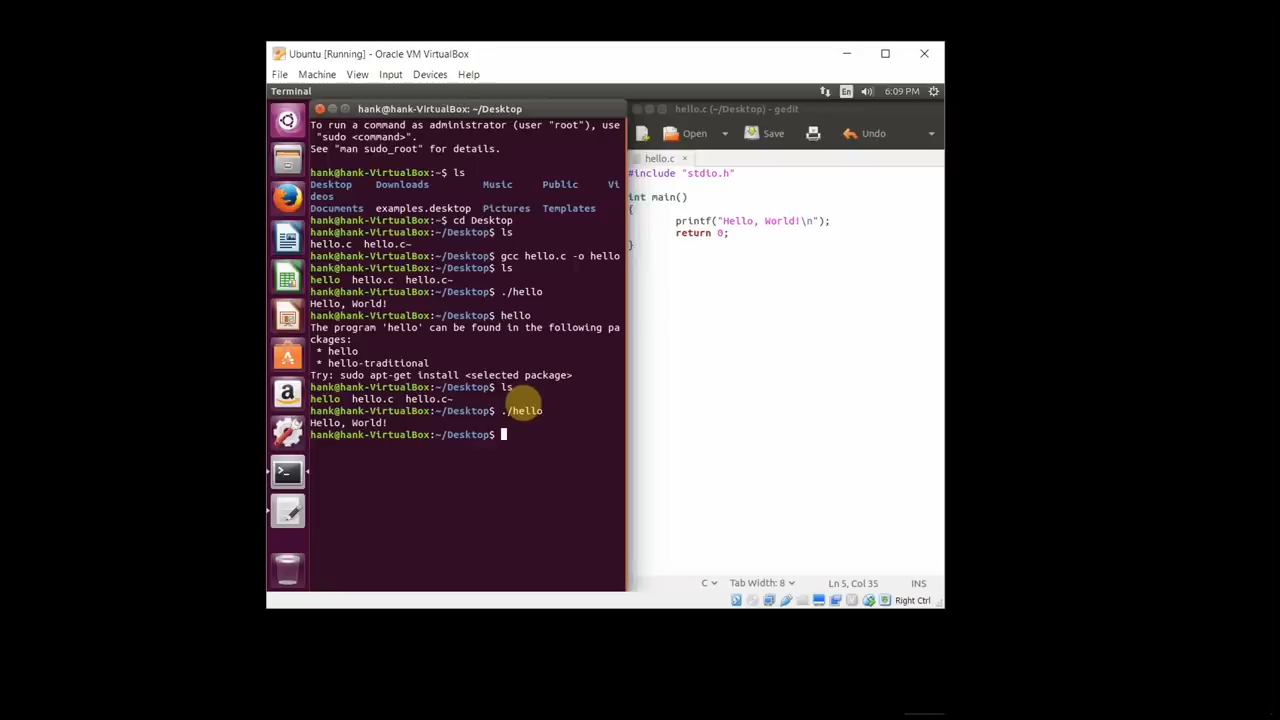 Ubuntu [Running] - Oracle VM VirtualBox
File Machine View Input Devices Help
Terminal
En
6:09 PM
hank@hank-VirtualBox: ~/Desktop
To run a command as administrator (user "root"), use
"sudo <command>".
See "man sudo_root" for details.
hank@hank-VirtualBox:~$ ls
Desktop Downloads Music Public Vi
deos
Documents examples.desktop Pictures Templates
hank@hank-VirtualBox:~$ cd Desktop
hank@hank-VirtualBox:~/Desktop$ ls
hello.c hello.c~
hank@hank-VirtualBox:~/Desktop$ gcc hello.c -o hello
hank@hank-VirtualBox:~/Desktop$ ls
hello hello.c hello.c~
hank@hank-VirtualBox:~/Desktop$ ./hello
Hello, World!
hank@hank-VirtualBox:~/Desktop$ hello
The program 'hello' can be found in the following pa
ckages:
* hello
* hello-traditional
Try: sudo apt-get install <selected package>
hank@hank-VirtualBox:~/Desktop$ ls
hello hello.c hello.c~
hank@hank-VirtualBox:~/Desktop$ ./hello
Hello, World!
hank@hank-VirtualBox:~/Desktop$
hello.c (~/Desktop) - gedit
Open Save Undo
hello.c ×
#include "stdio.h"
int main()
{
printf("Hello, World!\n");
return 0;
}
C Tab Width: 8 Ln 5, Col 35 INS
Right Ctrl